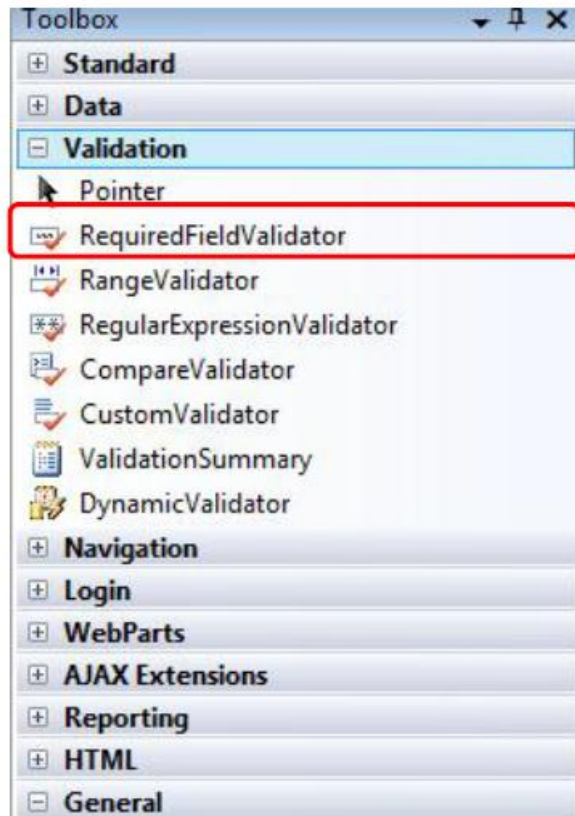 Toolbox
Standard
Data
Validation
Pointer
RequiredFieldValidator
RangeValidator
RegularExpressionValidator
CompareValidator
CustomValidator
ValidationSummary
DynamicValidator
Navigation
Login
WebParts
AJAX Extensions
Reporting
HTML
General